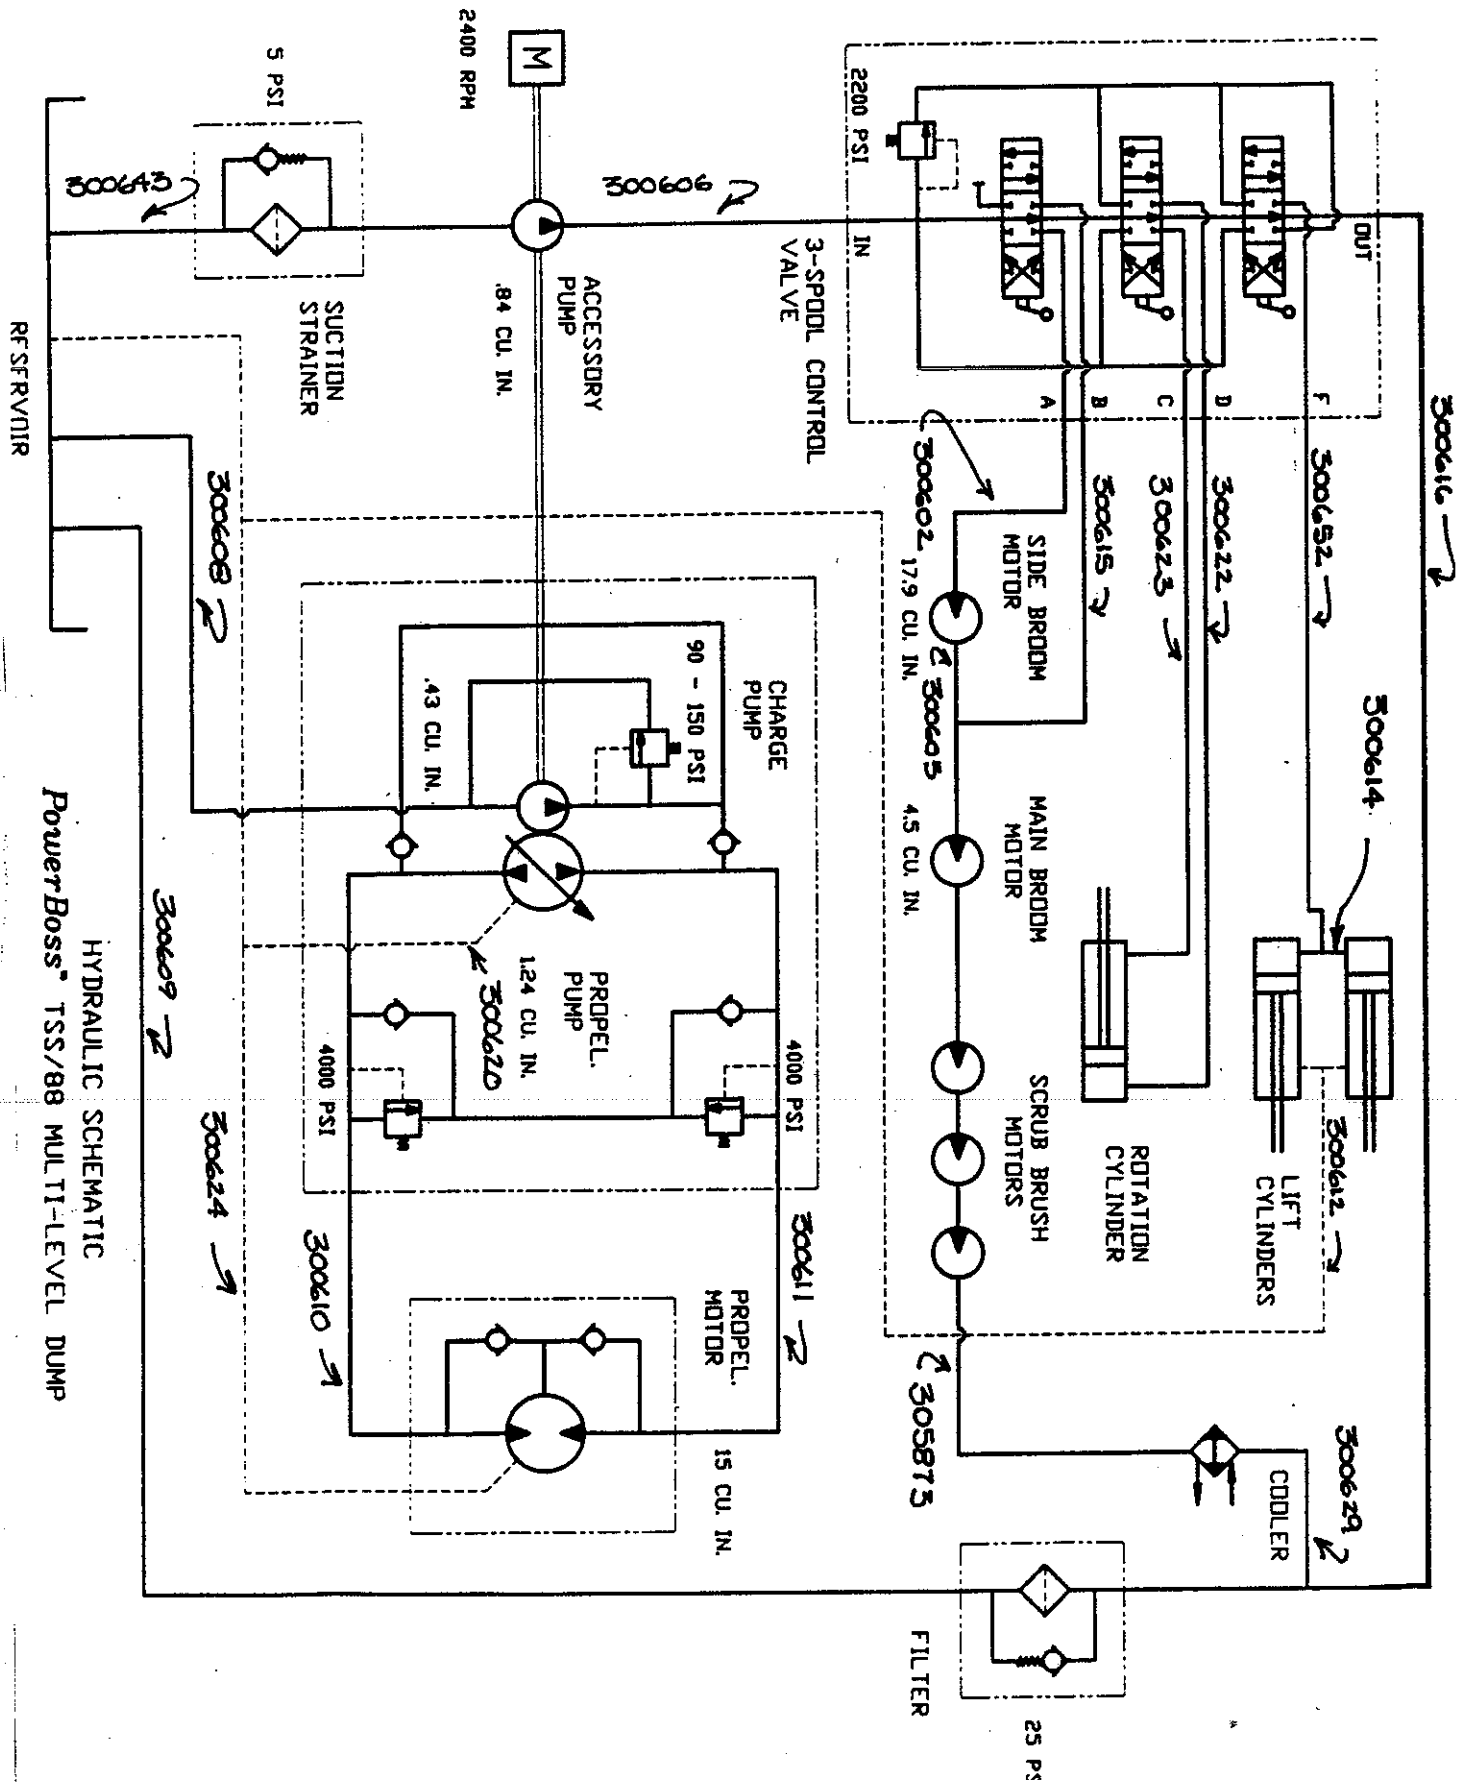 2400 RPM
M
5 PSI
300643
SUCTION
STRAINER
300606
ACCESSORY
PUMP
.84 CU. IN.
3-SPOOL CONTROL
VALVE
2200 PSI
IN
OUT
A
B
C
D
F
300616
300652
300622
300623
300615
300602
SIDE BROOM
MOTOR
17.9 CU. IN.
300605
MAIN BROOM
MOTOR
4.5 CU. IN.
SCRUB BRUSH
MOTORS
ROTATION
CYLINDER
300614
LIFT
CYLINDERS
300612
305873
COOLER
300629
FILTER
CHARGE
PUMP
90 - 150 PSI
.43 CU. IN.
PROPEL.
PUMP
1.24 CU. IN.
300620
4000 PSI
4000 PSI
300611
300610
PROPEL.
MOTOR
15 CU. IN.
300608
300609
300624
RESERVOIR
HYDRAULIC SCHEMATIC
PowerBoss® TSS/88 MULTI-LEVEL DUMP